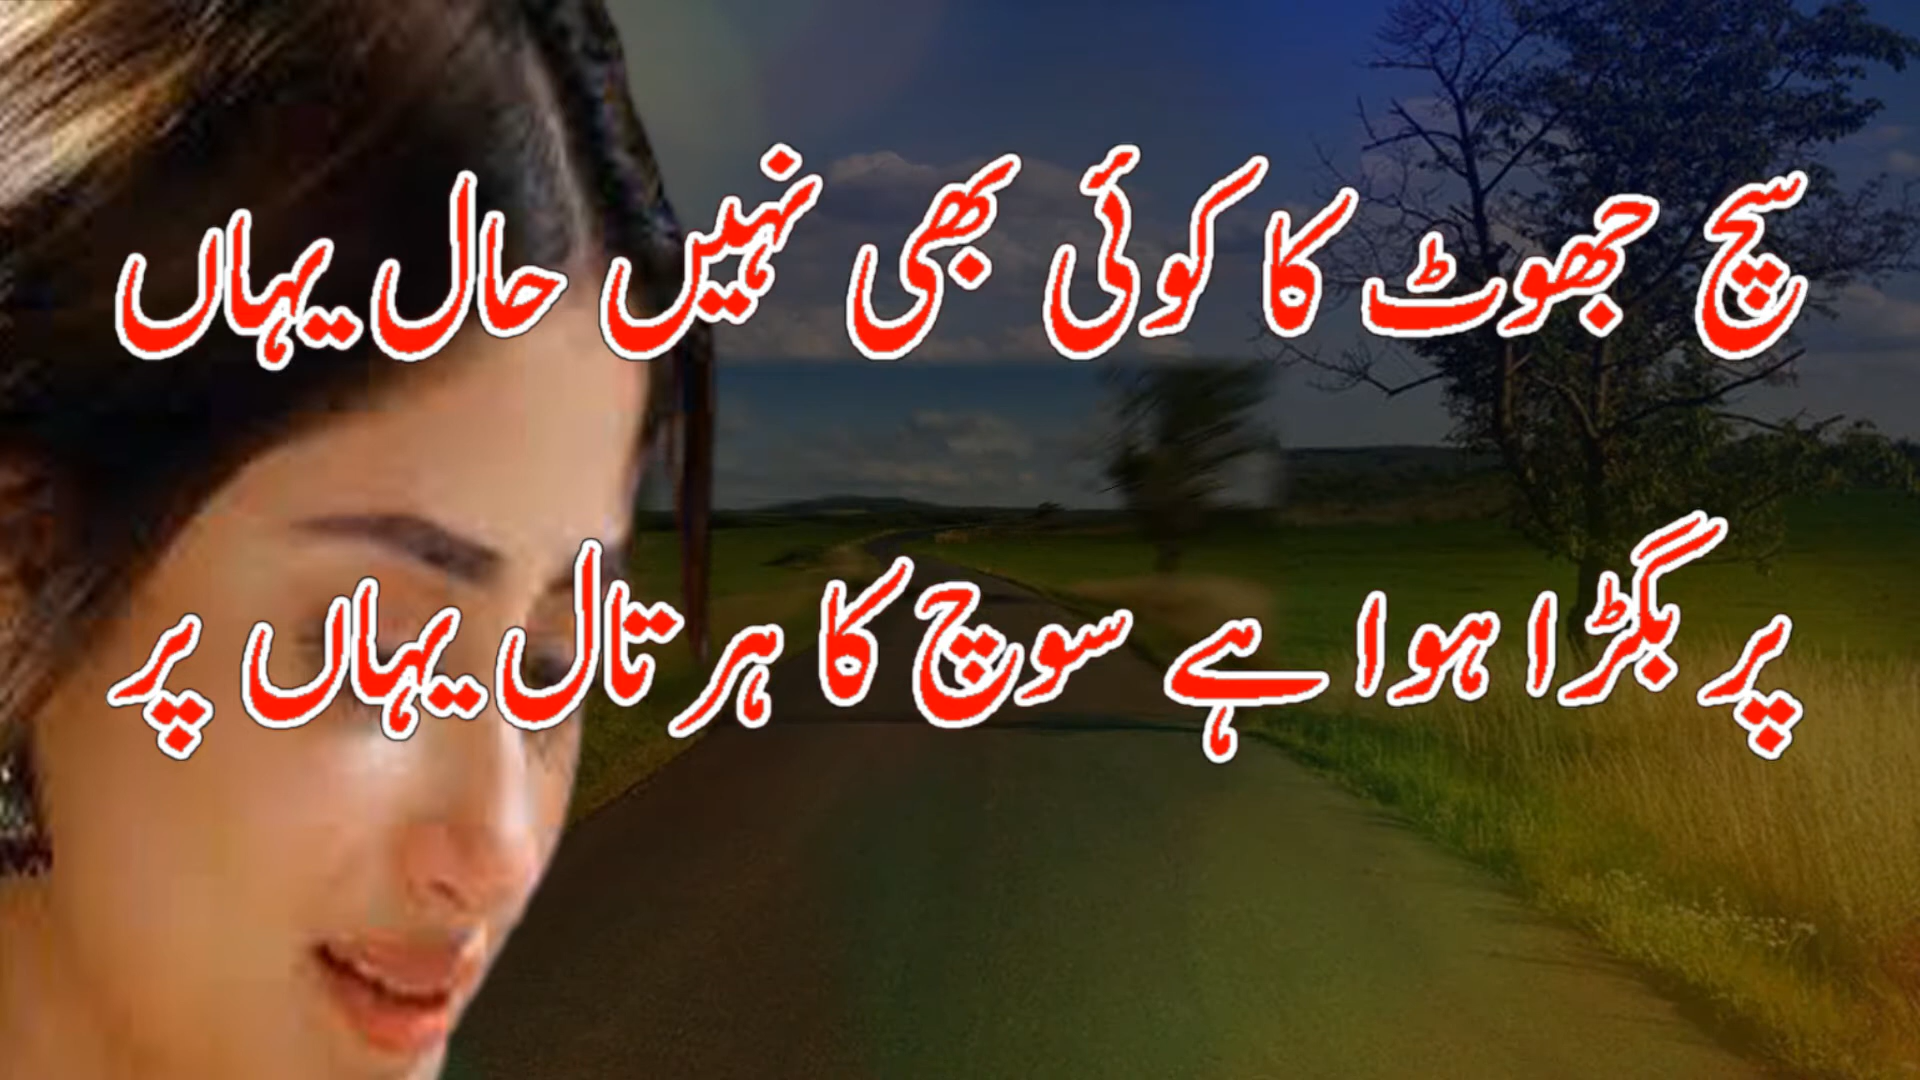 سچ جھوٹ کا کوئی بھی نہیں حال یہاں
پر بگڑا ہوا ہے سوچ کا ہر تال یہاں پر